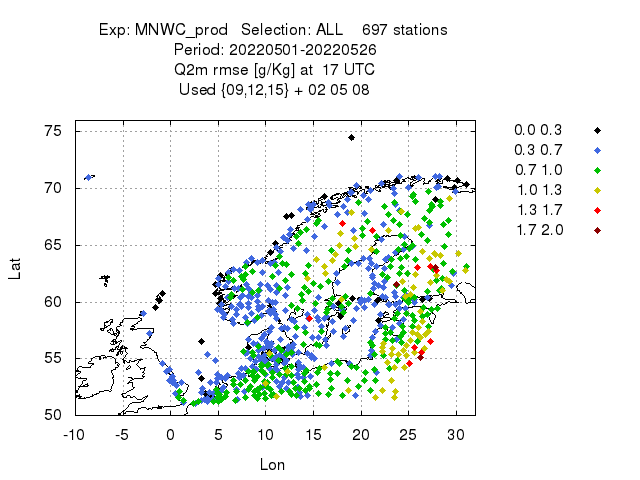 Exp: MNWC_prod   Selection: ALL    697 stations
Period: 20220501-20220526
Q2m rmse [g/Kg] at  17 UTC
Used {09,12,15} + 02 05 08
0.0 0.3
0.3 0.7
0.7 1.0
1.0 1.3
1.3 1.7
1.7 2.0
75
70
65
60
55
50
Lat
-10 -5 0 5 10 15 20 25 30
Lon